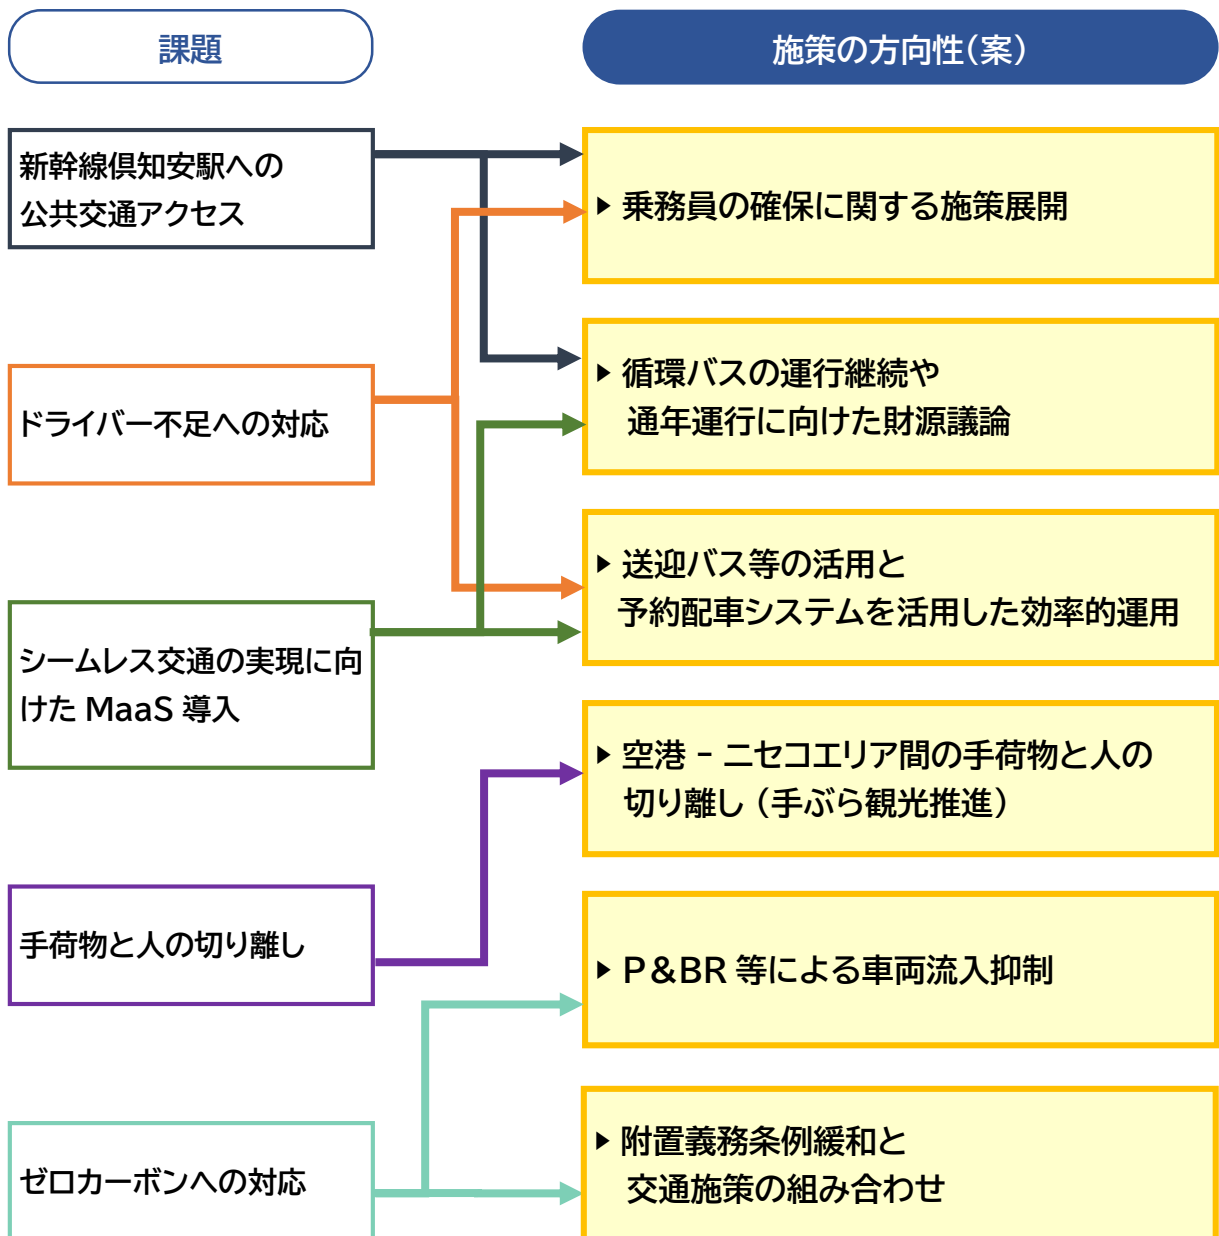 課題
施策の方向性（案）
新幹線倶知安駅への
公共交通アクセス
ドライバー不足への対応
シームレス交通の実現に向
けた MaaS 導入
手荷物と人の切り離し
ゼロカーボンへの対応
▶ 乗務員の確保に関する施策展開
▶ 循環バスの運行継続や
通年運行に向けた財源議論
▶ 送迎バス等の活用と
予約配車システムを活用した効率的運用
▶ 空港 – ニセコエリア間の手荷物と人の
切り離し（手ぶら観光推進）
▶ P&BR 等による車両流入抑制
▶ 附置義務条例緩和と
交通施策の組み合わせ